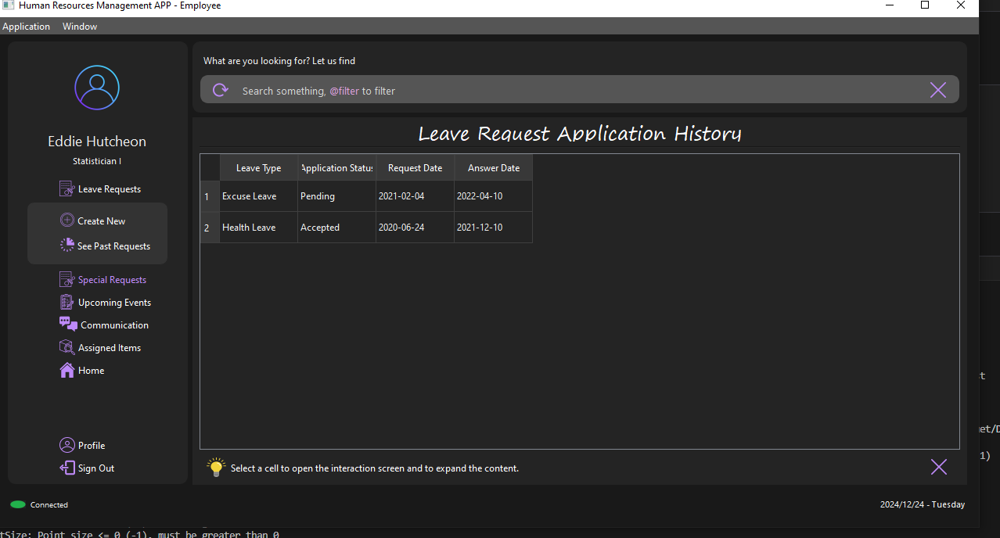 Human Resources Management APP - Employee
Application Window
Eddie Hutcheon
Statistician I
Leave Requests
Create New
See Past Requests
Special Requests
Upcoming Events
Communication
Assigned Items
Home
Profile
Sign Out
What are you looking for? Let us find
Search something, @filter to filter
Leave Request Application History
Leave Type Application Status Request Date Answer Date
1 Excuse Leave Pending 2021-02-04 2022-04-10
2 Health Leave Accepted 2020-06-24 2021-12-10
Select a cell to open the interaction screen and to expand the content.
Connected
2024/12/24 - Tuesday
tSize: Point size <= 0 (-1), must be greater than 0